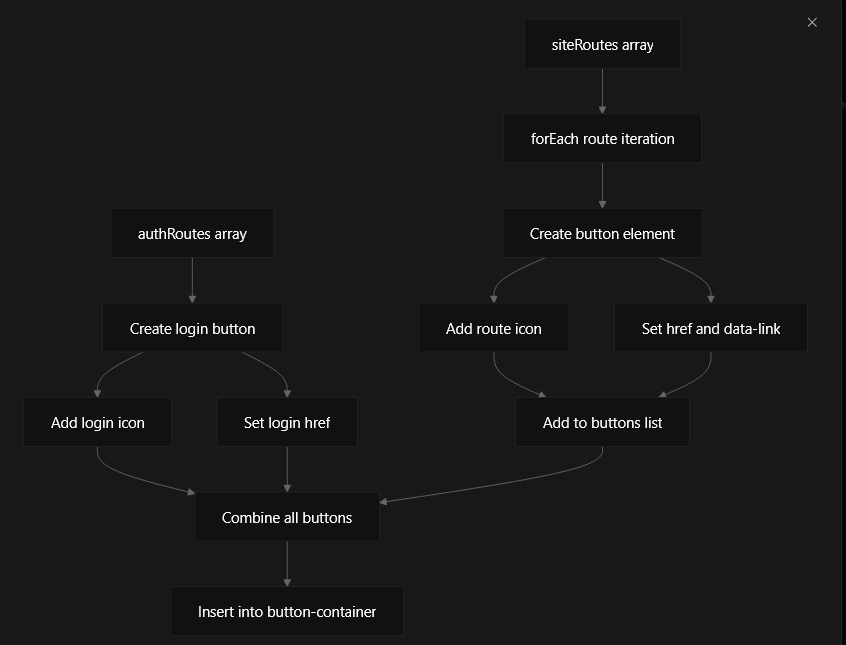 siteRoutes array
forEach route iteration
authRoutes array
Create button element
Create login button
Add route icon
Set href and data-link
Add login icon
Set login href
Add to buttons list
Combine all buttons
Insert into button-container